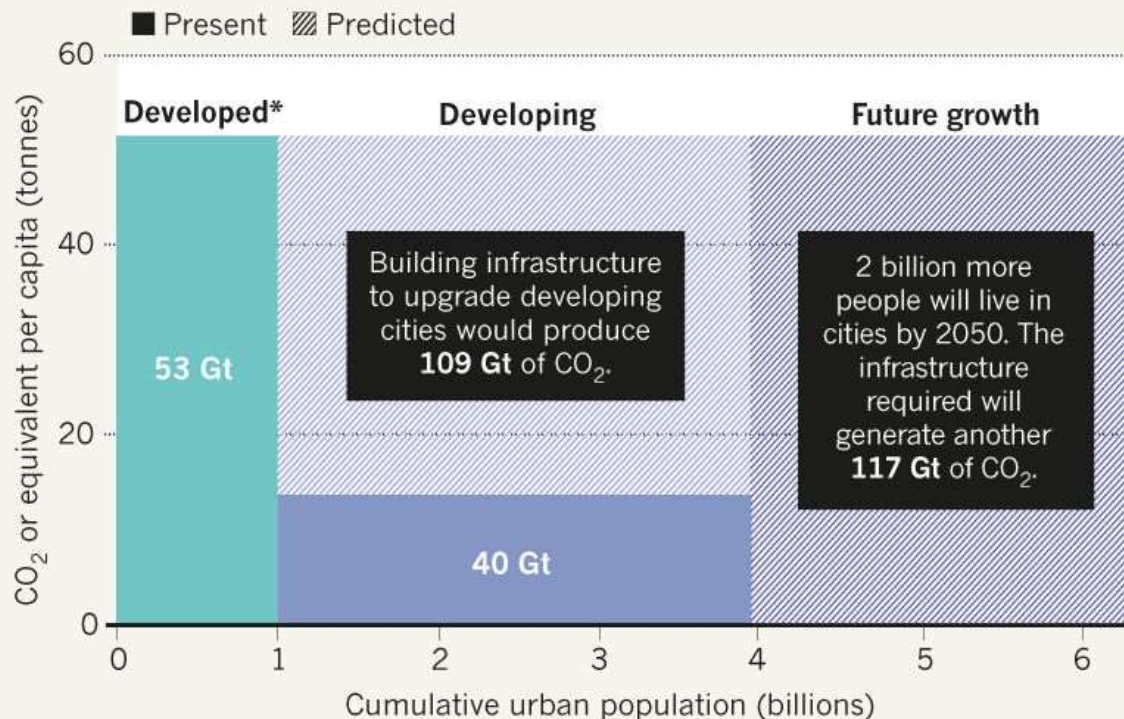 Present Predicted
60
Developed* Developing Future growth
40
20
0
CO₂ or equivalent per capita (tonnes)
53 Gt
Building infrastructure
to upgrade developing
cities would produce
109 Gt of CO₂.
40 Gt
2 billion more
people will live in
cities by 2050. The
infrastructure
required will
generate another
117 Gt of CO₂.
0 1 2 3 4 5 6
Cumulative urban population (billions)